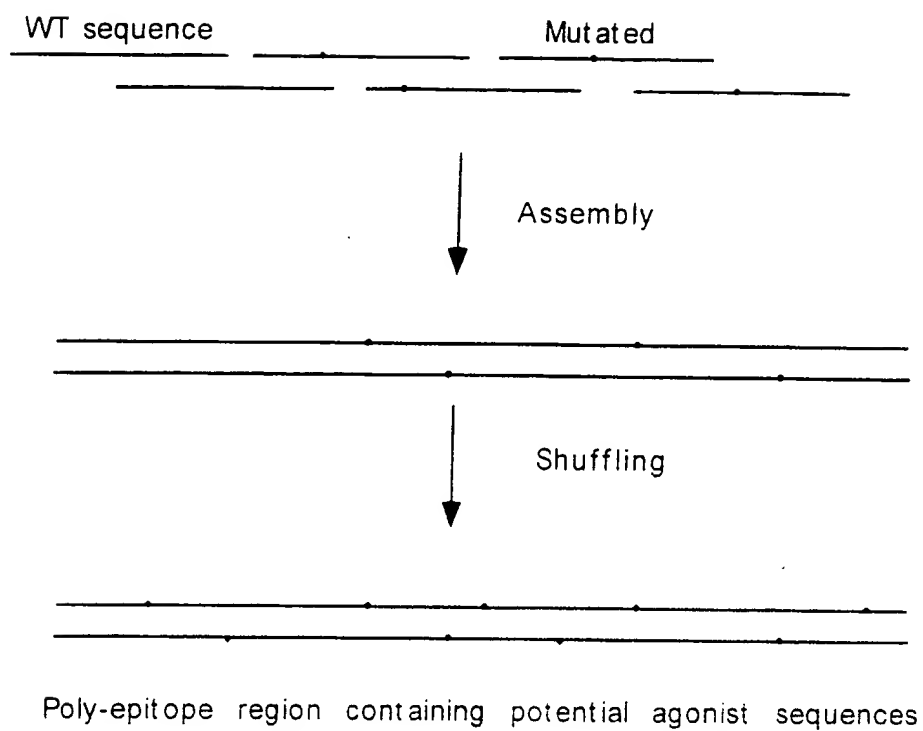 WT sequence
Mutated
Assembly
Shuffling
Poly-epitope region containing potential agonist sequences